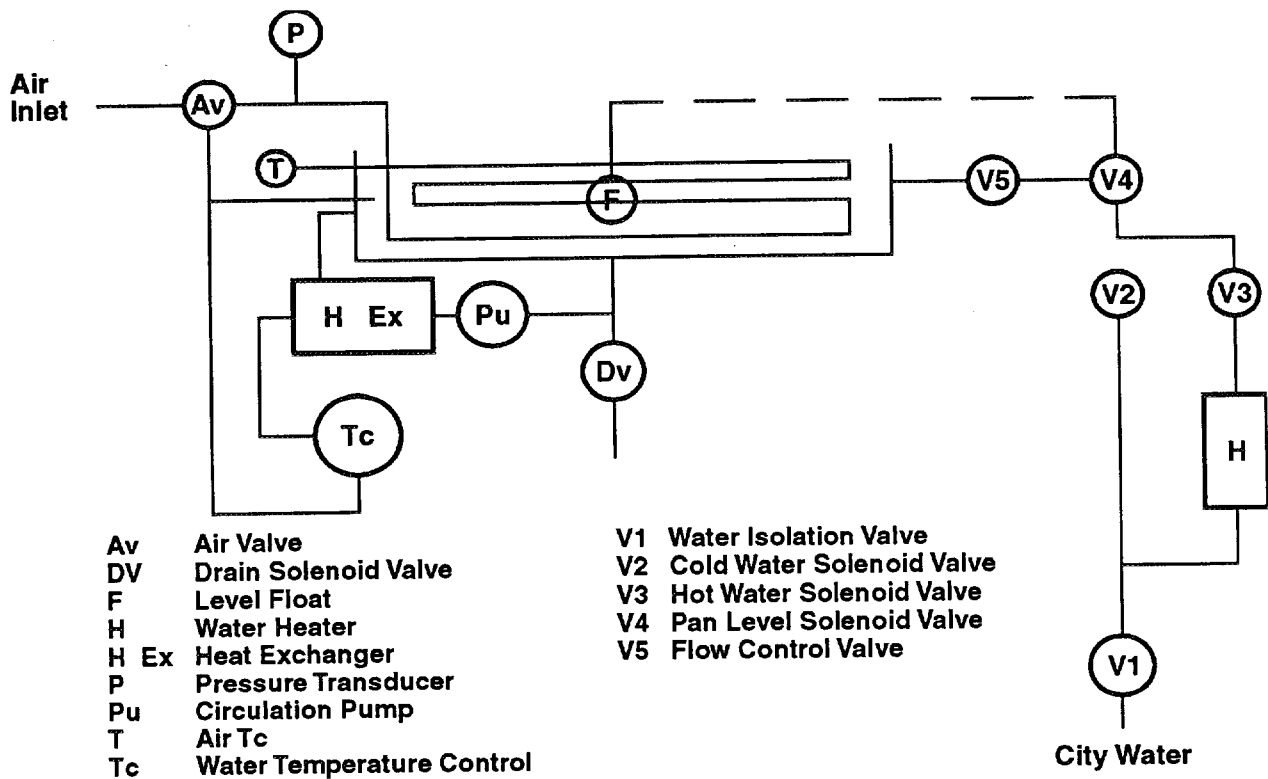 P
Air
Inlet
Av
T
F
V5
V4
V2
V3
H Ex
Pu
Dv
Tc
H
Av Air Valve
DV Drain Solenoid Valve
F Level Float
H Water Heater
H Ex Heat Exchanger
P Pressure Transducer
Pu Circulation Pump
T Air Tc
Tc Water Temperature Control
V1 Water Isolation Valve
V2 Cold Water Solenoid Valve
V3 Hot Water Solenoid Valve
V4 Pan Level Solenoid Valve
V5 Flow Control Valve
V1
City Water